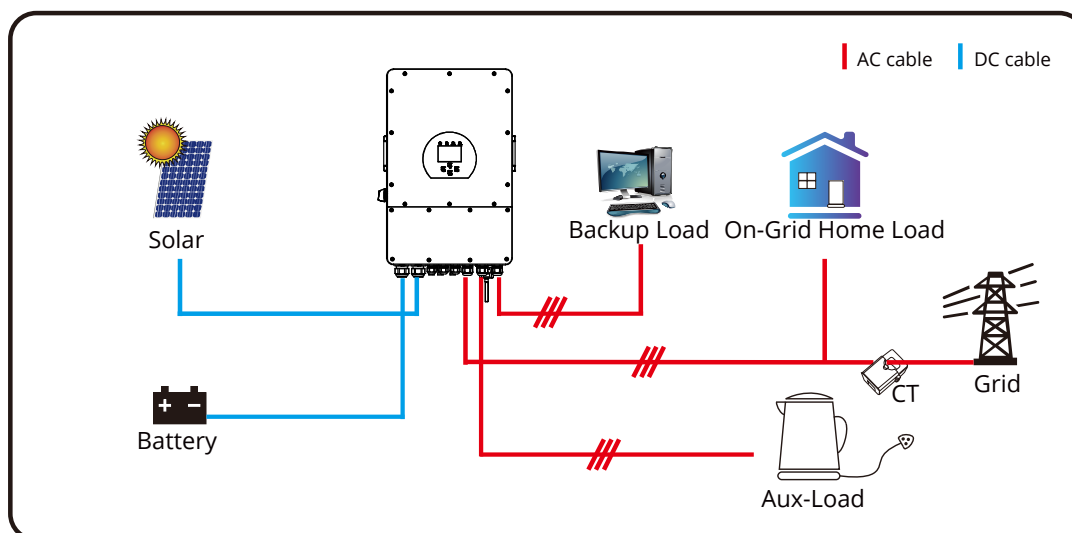 AC cable
DC cable
Solar
Backup Load
On-Grid Home Load
Grid
CT
Battery
Aux-Load